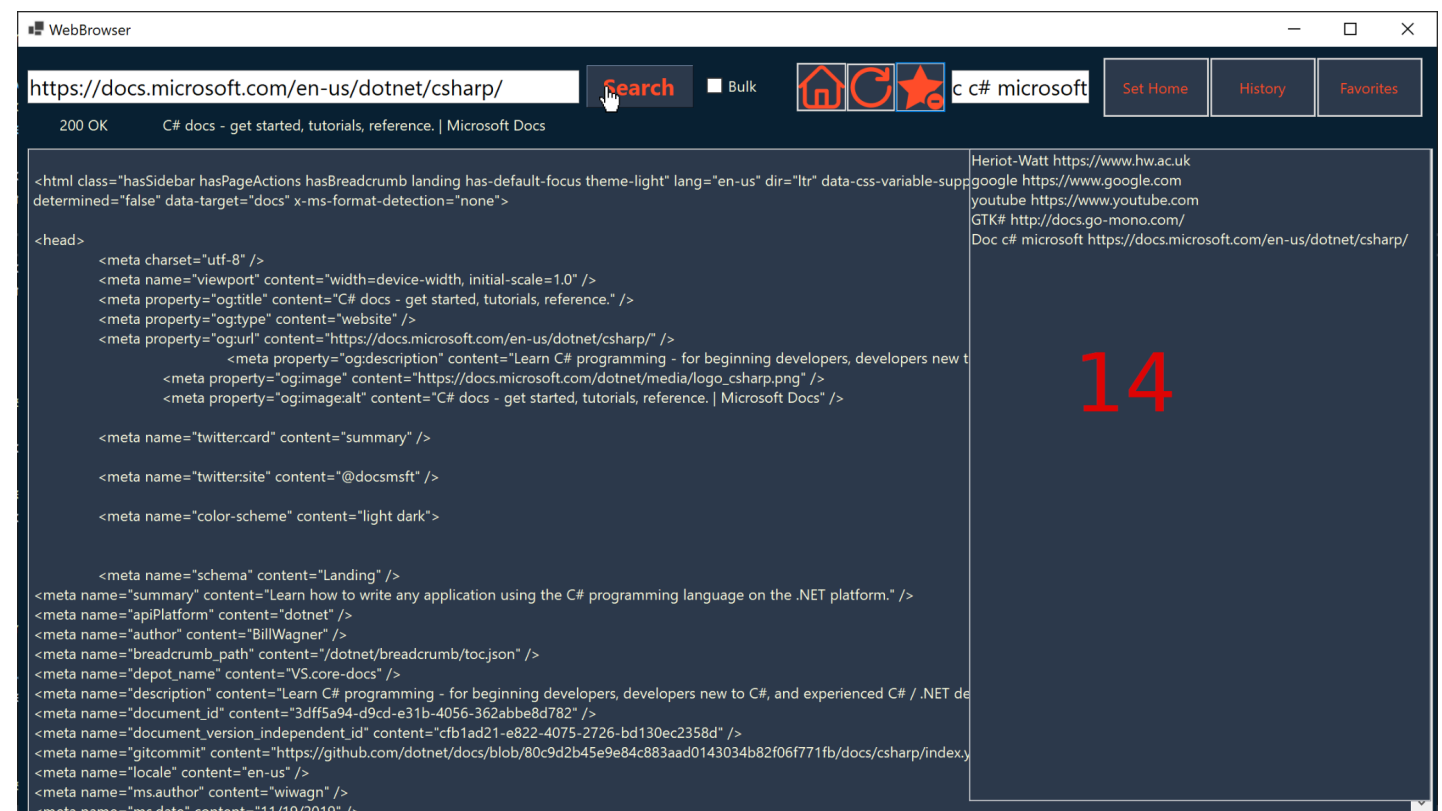 WebBrowser
https://docs.microsoft.com/en-us/dotnet/csharp/
Search
Bulk
c c# microsoft
Set Home
History
Favorites
200 OK
C# docs - get started, tutorials, reference. | Microsoft Docs
<html class="hasSidebar hasPageActions hasBreadcrumb landing has-default-focus theme-light" lang="en-us" dir="ltr" data-css-variable-supp
determined="false" data-target="docs" x-ms-format-detection="none">
<head>
<meta charset="utf-8" />
<meta name="viewport" content="width=device-width, initial-scale=1.0" />
<meta property="og:title" content="C# docs - get started, tutorials, reference." />
<meta property="og:type" content="website" />
<meta property="og:url" content="https://docs.microsoft.com/en-us/dotnet/csharp/" />
<meta property="og:description" content="Learn C# programming - for beginning developers, developers new t
<meta property="og:image" content="https://docs.microsoft.com/dotnet/media/logo_csharp.png" />
<meta property="og:image:alt" content="C# docs - get started, tutorials, reference. | Microsoft Docs" />
<meta name="twitter:card" content="summary" />
<meta name="twitter:site" content="@docsmsft" />
<meta name="color-scheme" content="light dark">
<meta name="schema" content="Landing" />
<meta name="summary" content="Learn how to write any application using the C# programming language on the .NET platform." />
<meta name="apiPlatform" content="dotnet" />
<meta name="author" content="BillWagner" />
<meta name="breadcrumb_path" content="/dotnet/breadcrumb/toc.json" />
<meta name="depot_name" content="VS.core-docs" />
<meta name="description" content="Learn C# programming - for beginning developers, developers new to C#, and experienced C# / .NET de
<meta name="document_id" content="3dff5a94-d9cd-e31b-4056-362abbe8d782" />
<meta name="document_version_independent_id" content="cfb1ad21-e822-4075-2726-bd130ec2358d" />
<meta name="gitcommit" content="https://github.com/dotnet/docs/blob/80c9d2b45e9e84c883aad0143034b82f06f771fb/docs/csharp/index.y
<meta name="locale" content="en-us" />
<meta name="ms.author" content="wiwagn" />
<meta name="ms.date" content="11/19/2019" />
Heriot-Watt https://www.hw.ac.uk
google https://www.google.com
youtube https://www.youtube.com
GTK# http://docs.go-mono.com/
Doc c# microsoft https://docs.microsoft.com/en-us/dotnet/csharp/
14